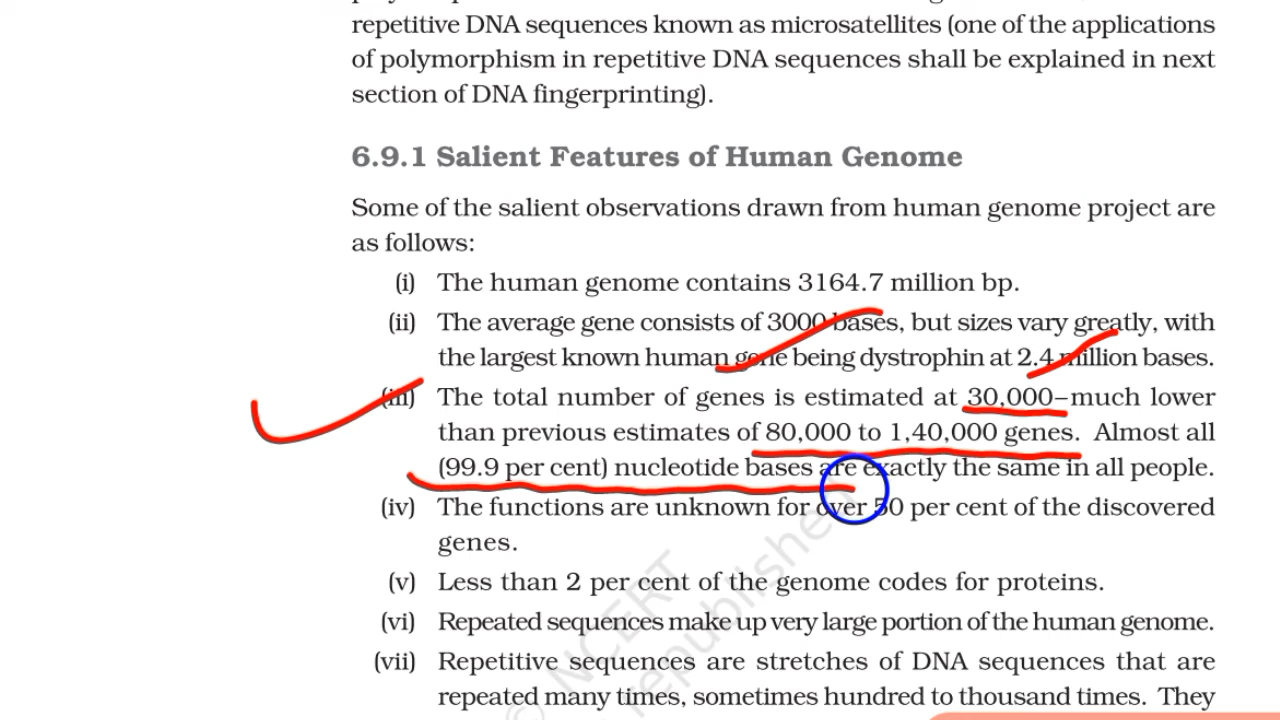 repetitive DNA sequences known as microsatellites (one of the applications
of polymorphism in repetitive DNA sequences shall be explained in next
section of DNA fingerprinting).
6.9.1 Salient Features of Human Genome
Some of the salient observations drawn from human genome project are
as follows:
(i) The human genome contains 3164.7 million bp.
(ii) The average gene consists of 3000 bases, but sizes vary greatly, with
the largest known human gene being dystrophin at 2.4 million bases.
(iii) The total number of genes is estimated at 30,000–much lower
than previous estimates of 80,000 to 1,40,000 genes. Almost all
(99.9 per cent) nucleotide bases are exactly the same in all people.
(iv) The functions are unknown for over 50 per cent of the discovered
genes.
(v) Less than 2 per cent of the genome codes for proteins.
(vi) Repeated sequences make up very large portion of the human genome.
(vii) Repetitive sequences are stretches of DNA sequences that are
repeated many times, sometimes hundred to thousand times. They
© NCERT
republished